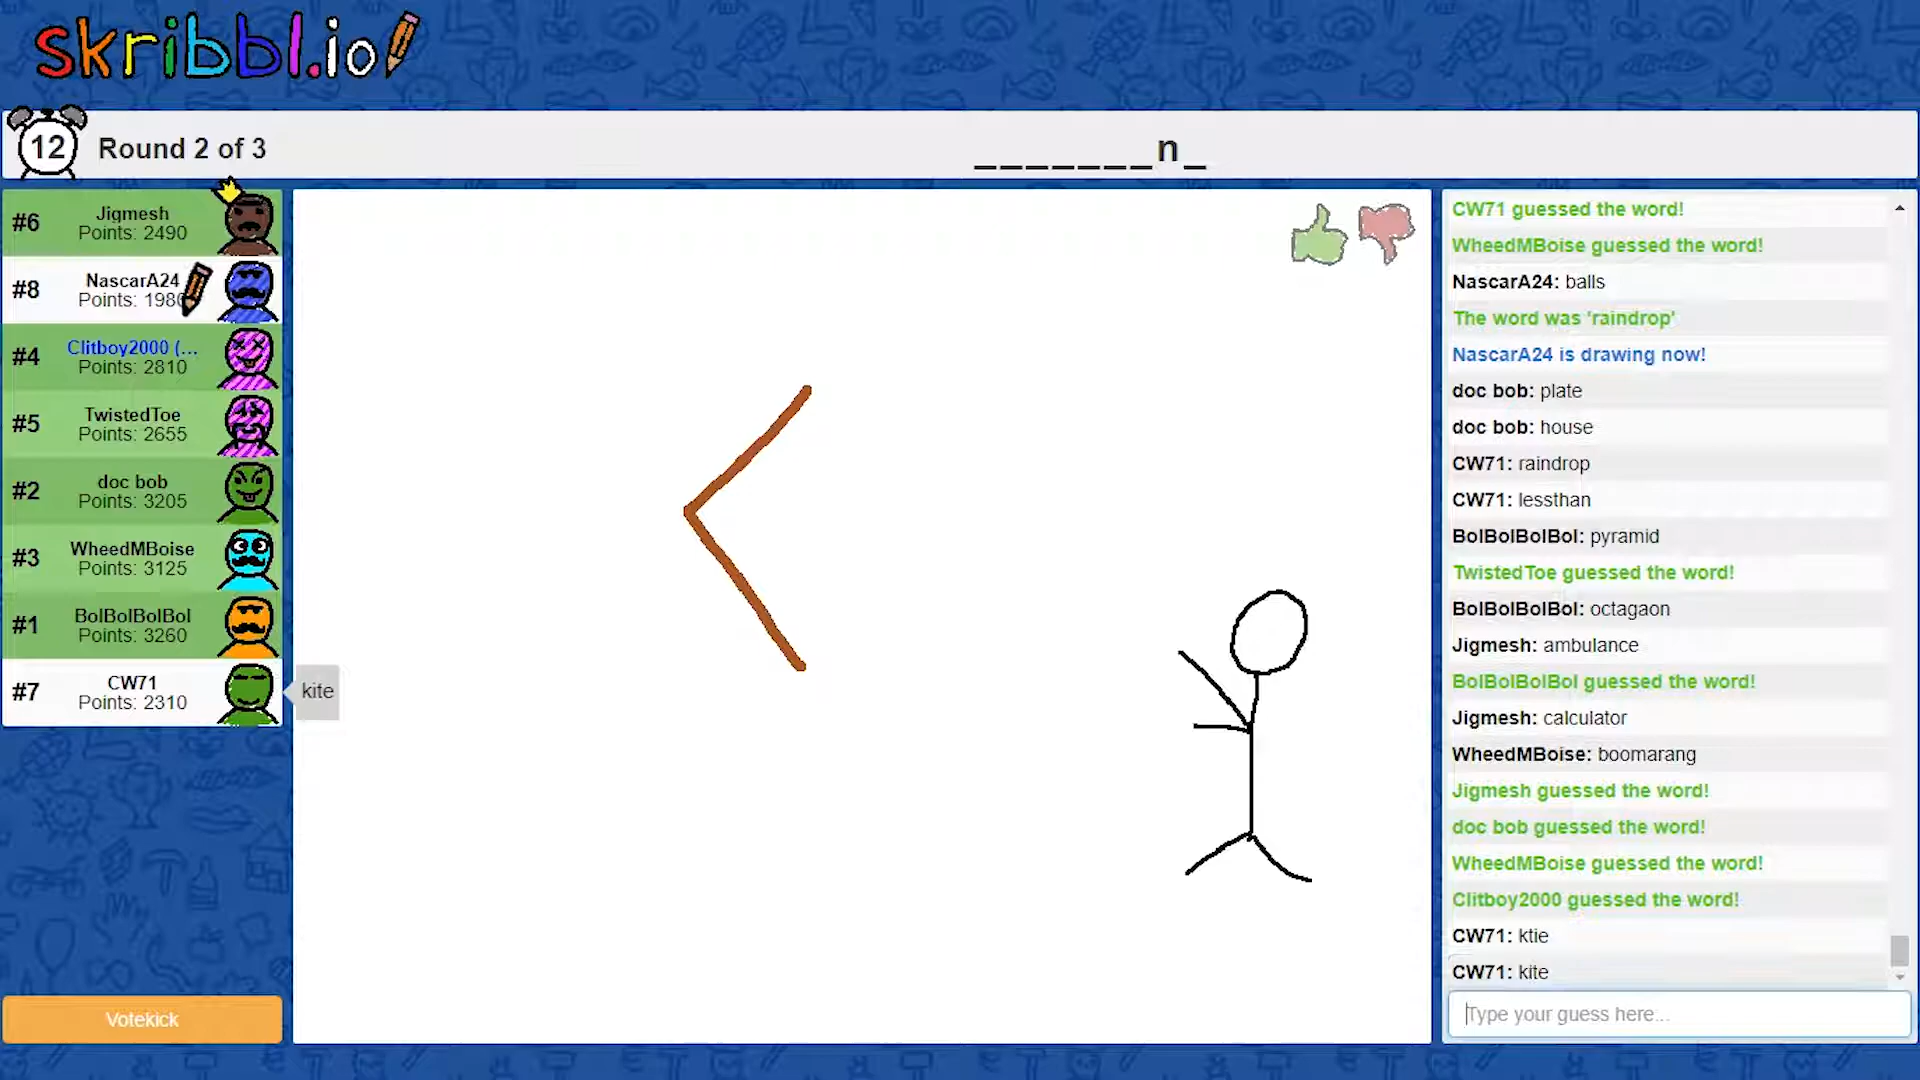 skribbl.io
12
Round 2 of 3
_______n_
#6
Jigmesh
Points: 2490
#8
NascarA24
Points: 1980
#4
Clitboy2000 (...
Points: 2810
#5
TwistedToe
Points: 2655
#2
doc bob
Points: 3205
#3
WheedMBoise
Points: 3125
#1
BolBolBolBol
Points: 3260
#7
CW71
Points: 2310
kite
Votekick
CW71 guessed the word!
WheedMBoise guessed the word!
NascarA24: balls
The word was 'raindrop'
NascarA24 is drawing now!
doc bob: plate
doc bob: house
CW71: raindrop
CW71: lessthan
BolBolBolBol: pyramid
TwistedToe guessed the word!
BolBolBolBol: octagaon
Jigmesh: ambulance
BolBolBolBol guessed the word!
Jigmesh: calculator
WheedMBoise: boomarang
Jigmesh guessed the word!
doc bob guessed the word!
WheedMBoise guessed the word!
Clitboy2000 guessed the word!
CW71: ktie
CW71: kite
Type your guess here...